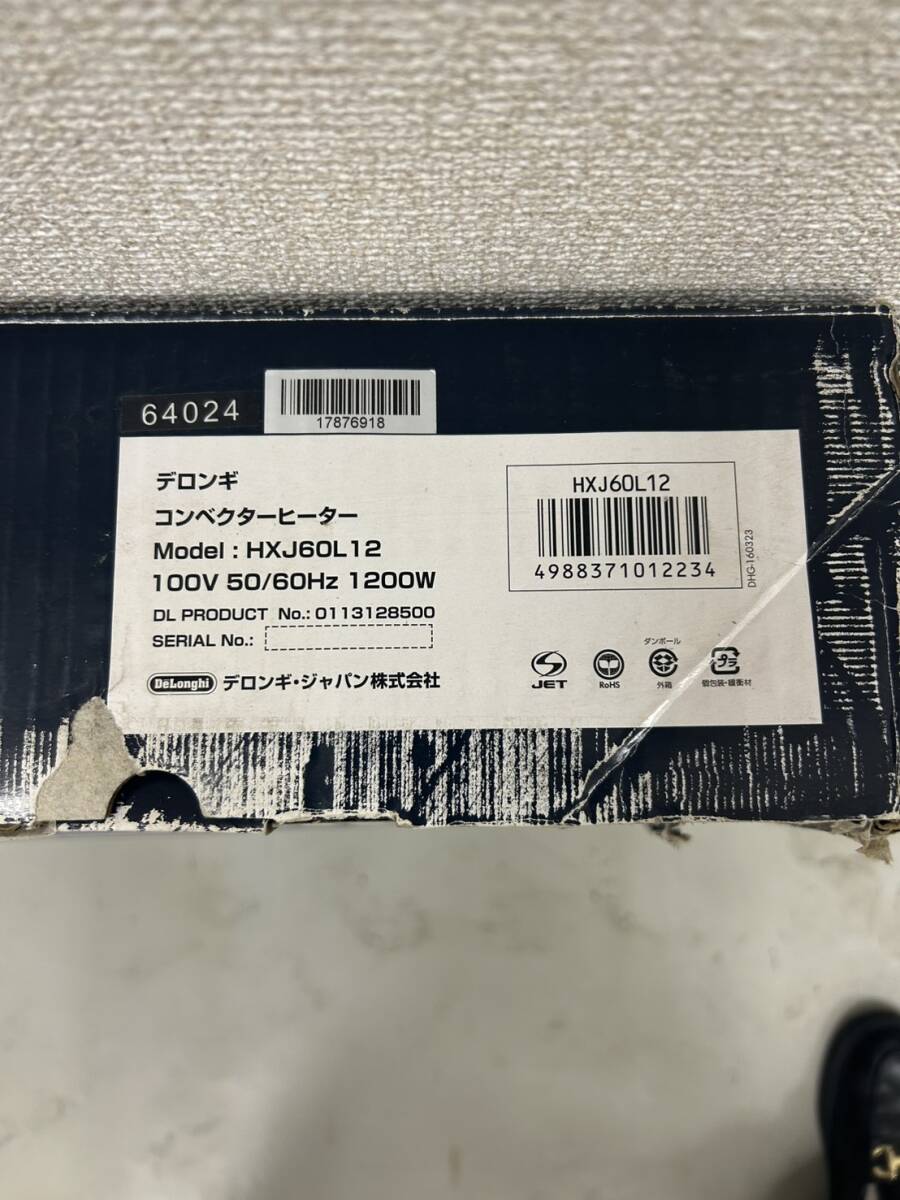 64024
17876918
デロンギ
コンベクターヒーター
Model : HXJ60L12
100V 50/60Hz 1200W
DL PRODUCT No.: 0113128500
SERIAL No.:
DeLonghi デロンギ・ジャパン株式会社
HXJ60L12
4988371012234
DHG-160323
JET
RoHS
ダンボール
外箱
プラ
個包装・緩衝材